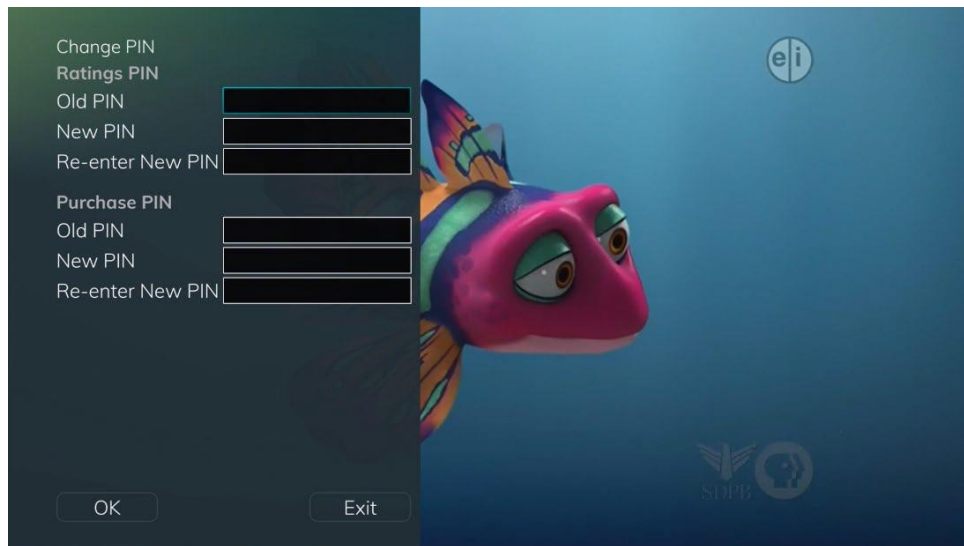 Change PIN
Ratings PIN
Old PIN
New PIN
Re-enter New PIN
Purchase PIN
Old PIN
New PIN
Re-enter New PIN
OK
Exit
e|i
SDPB